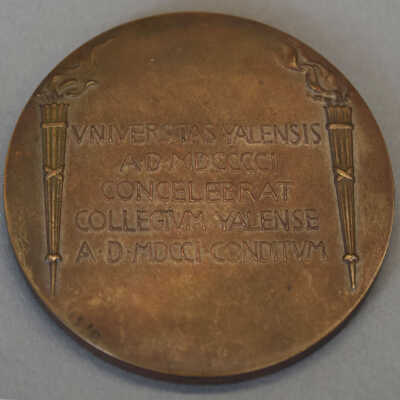 VNIVERSITAS YALENSIS
A·D·MDCCCCI
CONCELEBRAT
COLLEGIVM YALENSE
A·D·MDCCI·CONDITVM